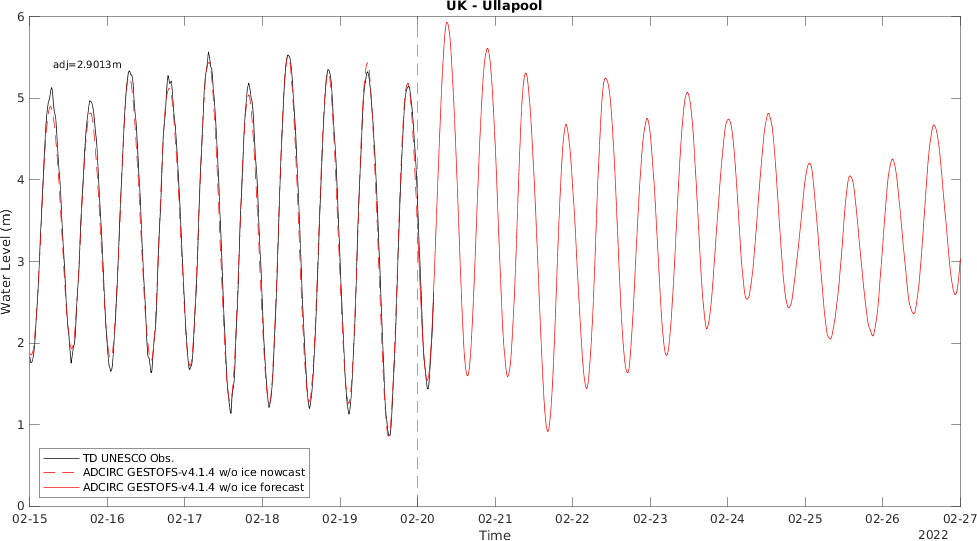 UK - Ullapool
6
5
4
3
2
1
0
Water Level (m)
adj=2.9013m
TD UNESCO Obs.
ADCIRC GESTOFS-v4.1.4 w/o ice nowcast
ADCIRC GESTOFS-v4.1.4 w/o ice forecast
02-15 02-16 02-17 02-18 02-19 02-20 02-21 02-22 02-23 02-24 02-25 02-26 02-27
Time
2022